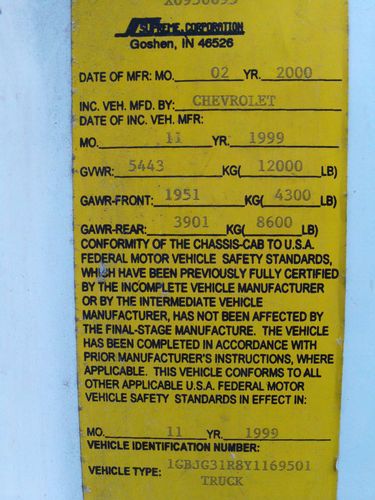 SUPREME CORPORATION
Goshen, IN 46526
DATE OF MFR: MO. 02 YR. 2000
INC. VEH. MFD. BY: CHEVROLET
DATE OF INC. VEH. MFR:
MO. 11 YR. 1999
GVWR: 5443 KG( 12000 LB)
GAWR-FRONT: 1951 KG( 4300 LB)
GAWR-REAR: 3901 KG( 8600 LB)
CONFORMITY OF THE CHASSIS-CAB TO U.S.A.
FEDERAL MOTOR VEHICLE SAFETY STANDARDS,
WHICH HAVE BEEN PREVIOUSLY FULLY CERTIFIED
BY THE INCOMPLETE VEHICLE MANUFACTURER
OR BY THE INTERMEDIATE VEHICLE
MANUFACTURER, HAS NOT BEEN AFFECTED BY
THE FINAL-STAGE MANUFACTURE. THE VEHICLE
HAS BEEN COMPLETED IN ACCORDANCE WITH
PRIOR MANUFACTURER'S INSTRUCTIONS, WHERE
APPLICABLE. THIS VEHICLE CONFORMS TO ALL
OTHER APPLICABLE U.S.A. FEDERAL MOTOR
VEHICLE SAFETY STANDARDS IN EFFECT IN:
MO. 11 YR. 1999
VEHICLE IDENTIFICATION NUMBER:
1GBJG31R8Y1169501
VEHICLE TYPE: TRUCK